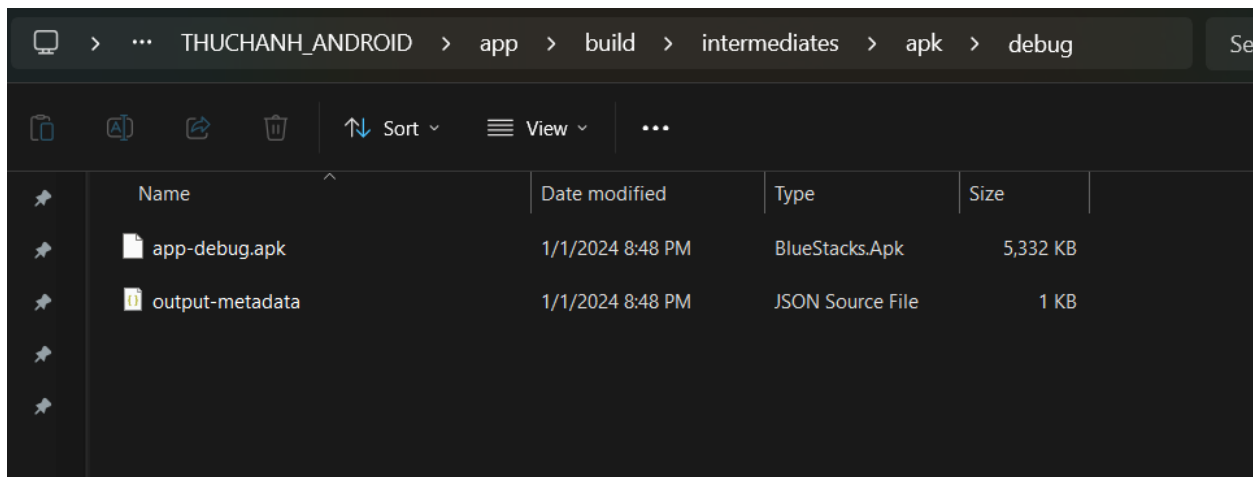 THUCHANH_ANDROID > app > build > intermediates > apk > debug Se
Sort View
Name Date modified Type Size
app-debug.apk 1/1/2024 8:48 PM BlueStacks.Apk 5,332 KB
output-metadata 1/1/2024 8:48 PM JSON Source File 1 KB